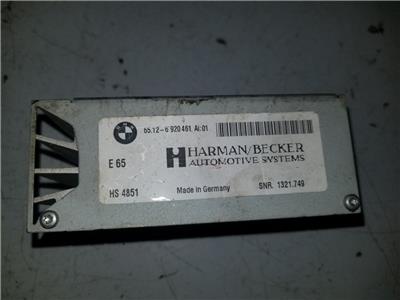 BMW
65.12-6 920 461, AI: 01
E 65
HARMAN/BECKER
AUTOMOTIVE SYSTEMS
HS 4851
Made in Germany
SNR. 1321.749